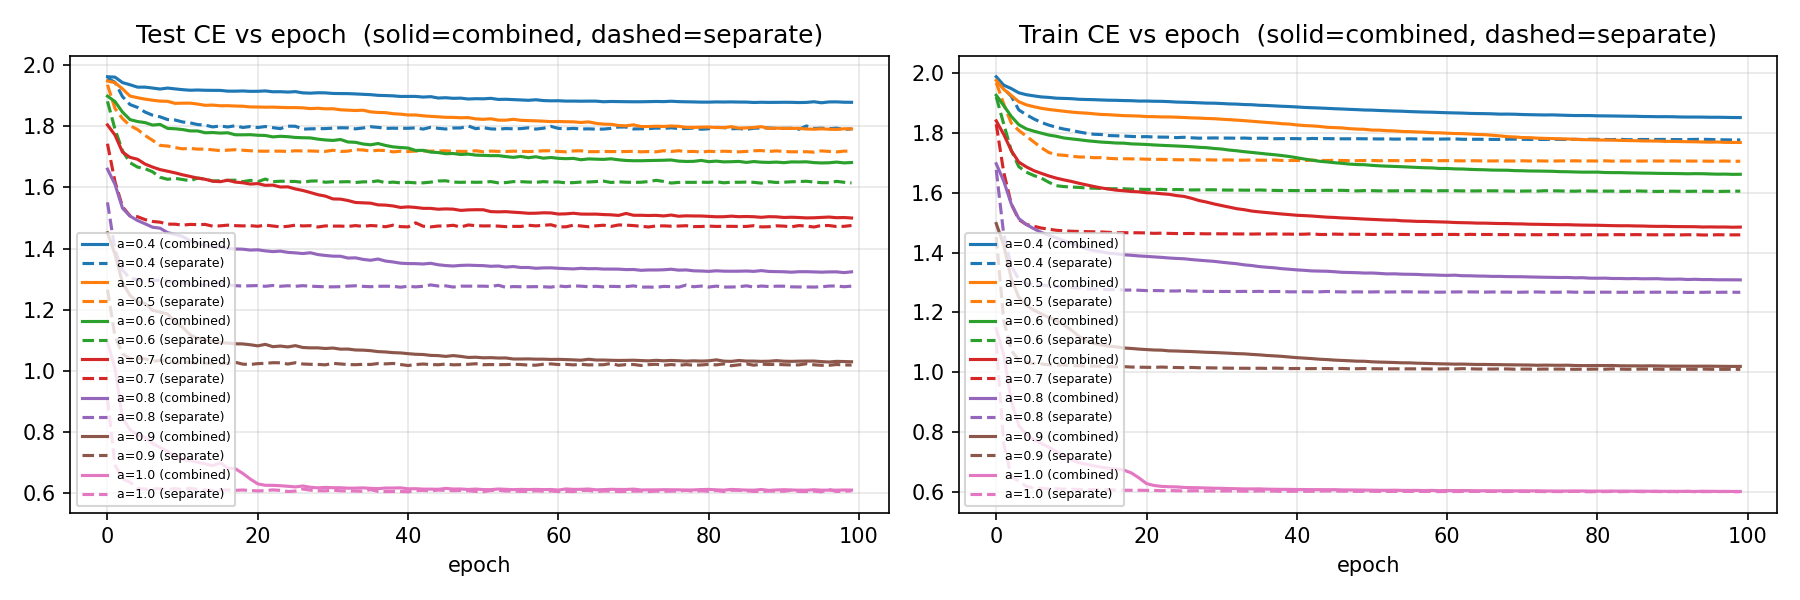 Test CE vs epoch  (solid=combined, dashed=separate)
2.0
1.8
1.6
1.4
1.2
1.0
0.8
0.6
a=0.4 (combined)
a=0.4 (separate)
a=0.5 (combined)
a=0.5 (separate)
a=0.6 (combined)
a=0.6 (separate)
a=0.7 (combined)
a=0.7 (separate)
a=0.8 (combined)
a=0.8 (separate)
a=0.9 (combined)
a=0.9 (separate)
a=1.0 (combined)
a=1.0 (separate)
0 20 40 60 80 100
epoch
Train CE vs epoch  (solid=combined, dashed=separate)
2.0
1.8
1.6
1.4
1.2
1.0
0.8
0.6
a=0.4 (combined)
a=0.4 (separate)
a=0.5 (combined)
a=0.5 (separate)
a=0.6 (combined)
a=0.6 (separate)
a=0.7 (combined)
a=0.7 (separate)
a=0.8 (combined)
a=0.8 (separate)
a=0.9 (combined)
a=0.9 (separate)
a=1.0 (combined)
a=1.0 (separate)
0 20 40 60 80 100
epoch